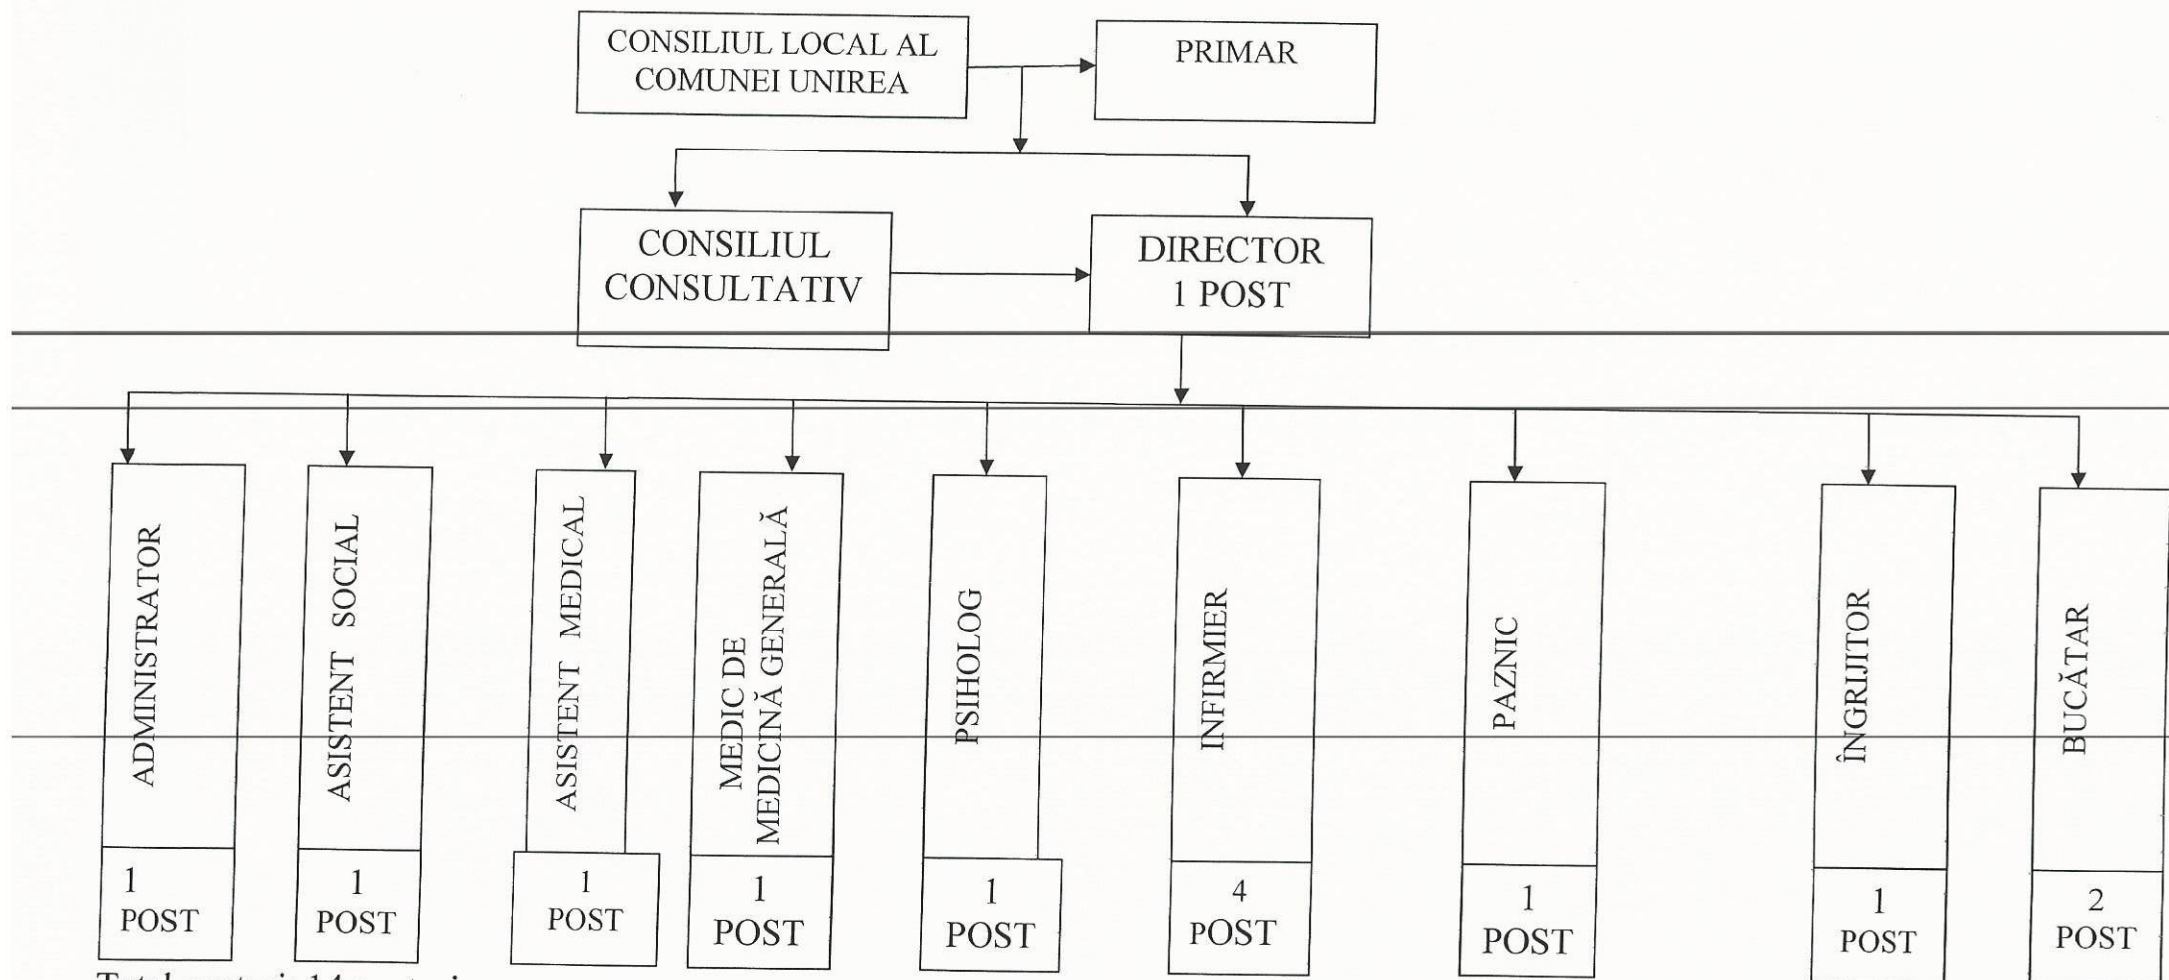 CONSILIUL LOCAL AL
COMUNEI UNIREA
PRIMAR
CONSILIUL
CONSULTATIV
DIRECTOR
1 POST
ADMINISTRATOR
1
POST
ASISTENT SOCIAL
1
POST
ASISTENT MEDICAL
1
POST
MEDIC DE
MEDICINĂ GENERALĂ
1
POST
PSIHOLOG
1
POST
INFIRMIER
4
POST
PAZNIC
1
POST
ÎNGRIJITOR
1
POST
BUCĂTAR
2
POST